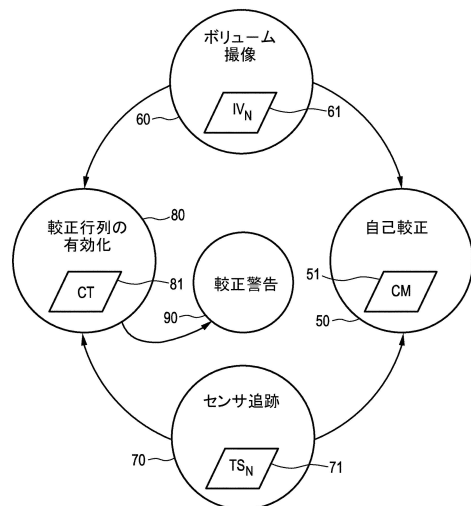 ボリューム
撮像
IV_N
60
61
較正行列の
有効化
80
CT
81
較正警告
90
自己較正
51
CM
50
センサ追跡
70
TS_N
71